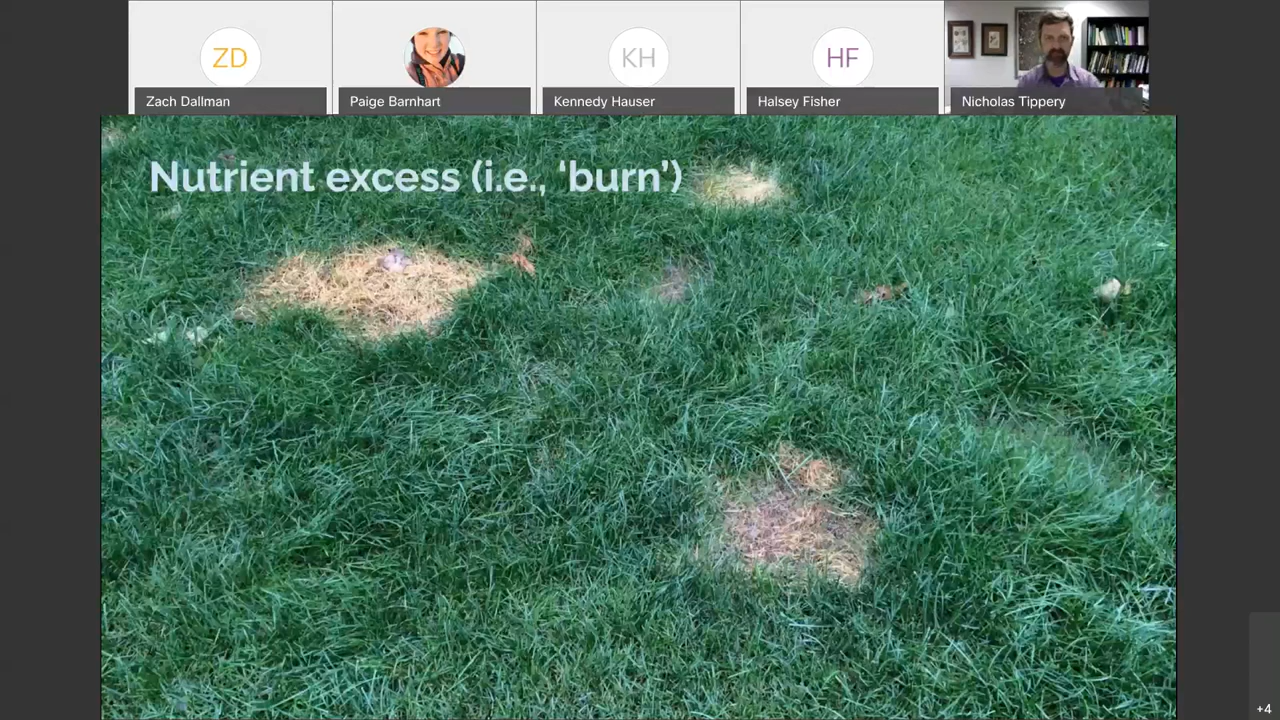 ZD
KH
HF
Zach Dallman
Paige Barnhart
Kennedy Hauser
Halsey Fisher
Nicholas Tippery
Nutrient excess (i.e., ‘burn’)
+4